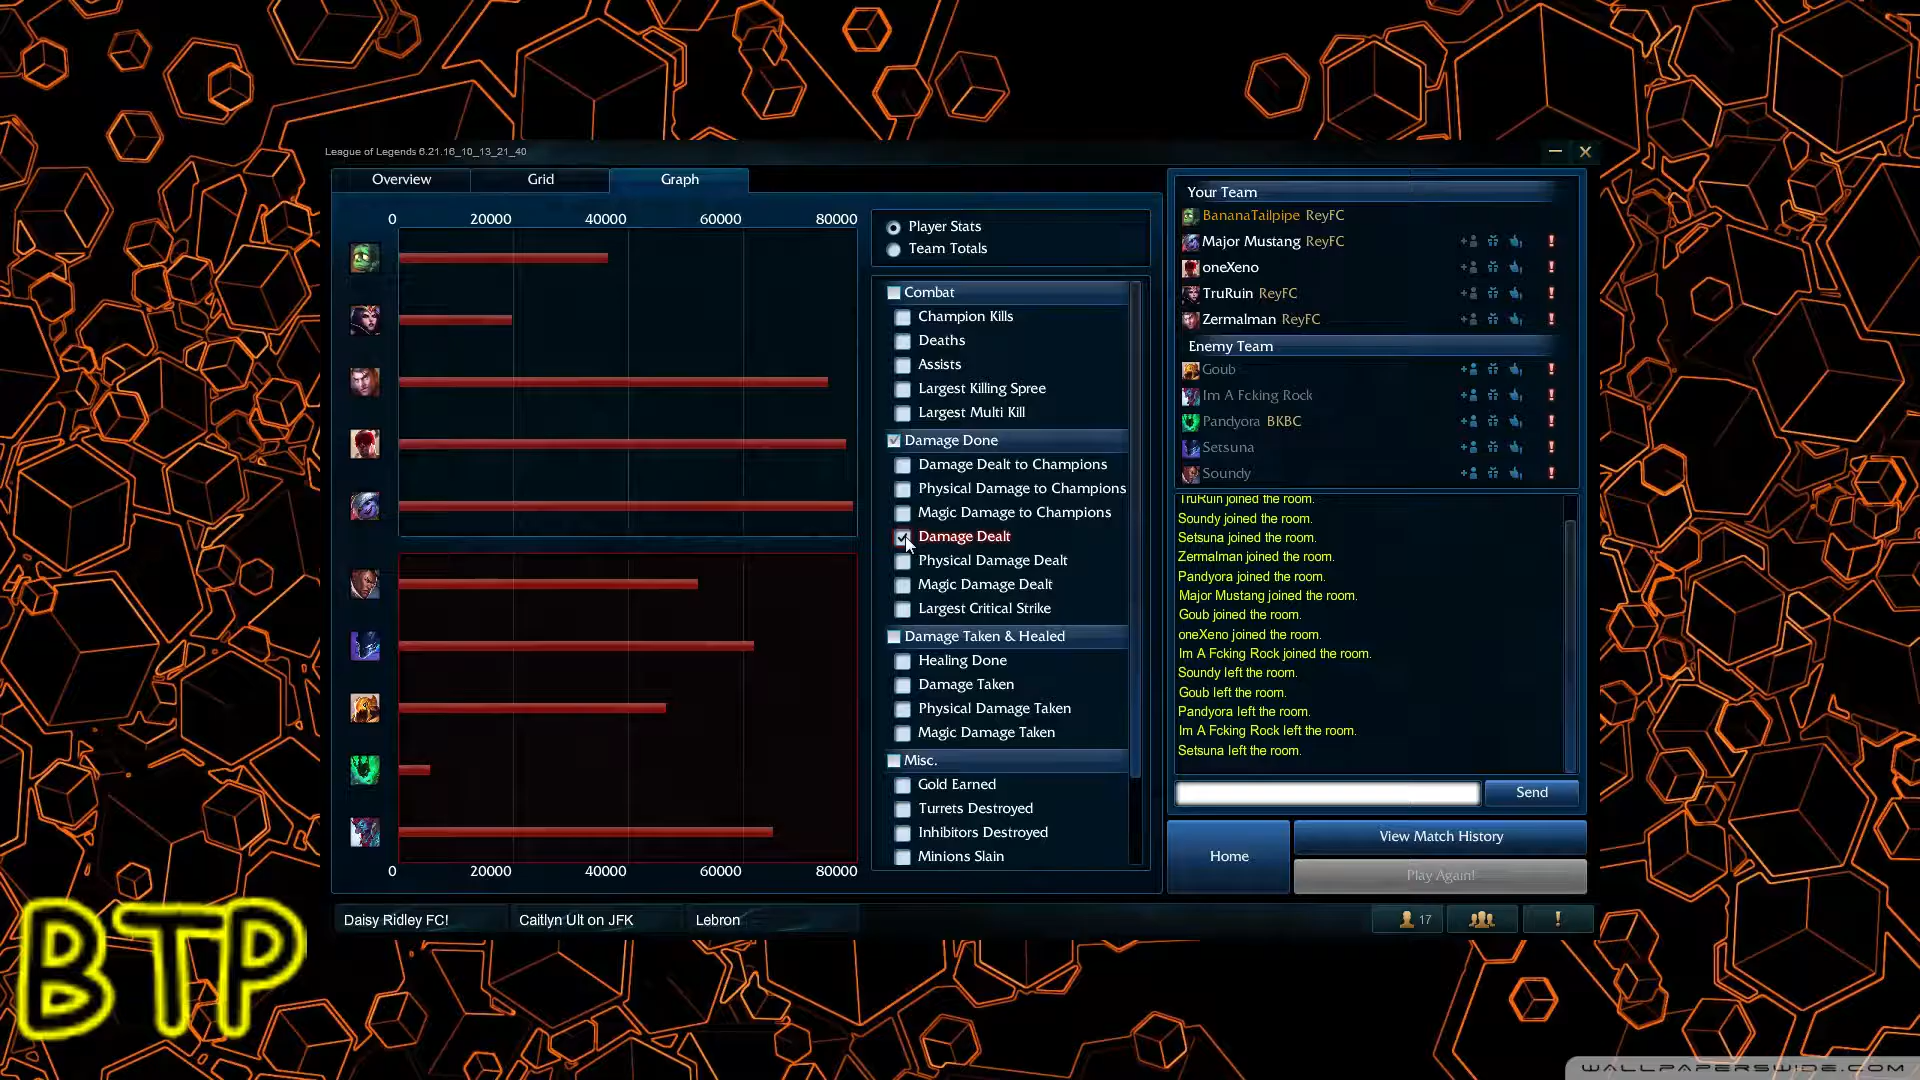 League of Legends 6.21.16_10_13_21_40
Overview
Grid
Graph
0 20000 40000 60000 80000
0 20000 40000 60000 80000
Player Stats
Team Totals
Combat
Champion Kills
Deaths
Assists
Largest Killing Spree
Largest Multi Kill
Damage Done
Damage Dealt to Champions
Physical Damage to Champions
Magic Damage to Champions
Damage Dealt
Physical Damage Dealt
Magic Damage Dealt
Largest Critical Strike
Damage Taken & Healed
Healing Done
Damage Taken
Physical Damage Taken
Magic Damage Taken
Misc.
Gold Earned
Turrets Destroyed
Inhibitors Destroyed
Minions Slain
Your Team
BananaTailpipe ReyFC
Major Mustang ReyFC
oneXeno
TruRuin ReyFC
Zermalman ReyFC
Enemy Team
Goub
Im A Fcking Rock
Pandyora BKBC
Setsuna
Soundy
TruRuin joined the room.
Soundy joined the room.
Setsuna joined the room.
Zermalman joined the room.
Pandyora joined the room.
Major Mustang joined the room.
Goub joined the room.
oneXeno joined the room.
Im A Fcking Rock joined the room.
Soundy left the room.
Goub left the room.
Pandyora left the room.
Im A Fcking Rock left the room.
Setsuna left the room.
Send
Home
View Match History
Play Again!
Daisy Ridley FC!
Caitlyn Ult on JFK
Lebron
17
BTP
WALLPAPERSWIDE.COM